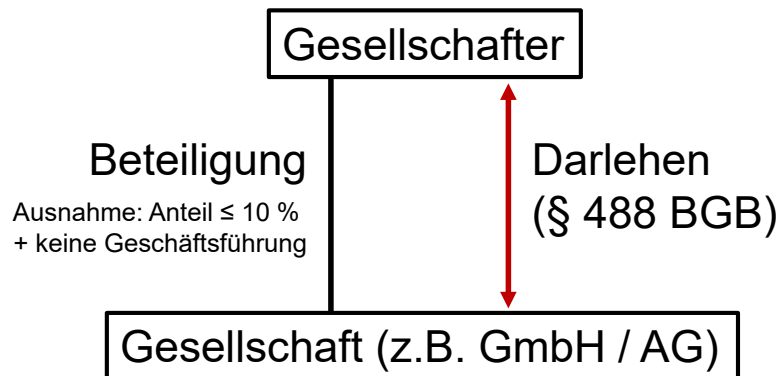 Gesellschafter
Beteiligung
Ausnahme: Anteil ≤ 10 %
+ keine Geschäftsführung
Darlehen
(§ 488 BGB)
Gesellschaft (z.B. GmbH / AG)